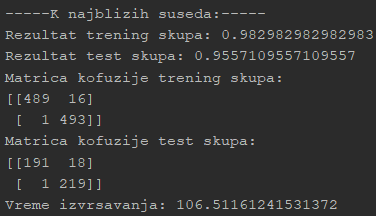 -----K najblizih suseda:-----
Rezultat trening skupa: 0.982982982982983
Rezultat test skupa: 0.9557109557109557
Matrica kofuzije trening skupa:
[[489  16]
 [  1 493]]
Matrica kofuzije test skupa:
[[191  18]
 [  1 219]]
Vreme izvrsavanja: 106.51161241531372